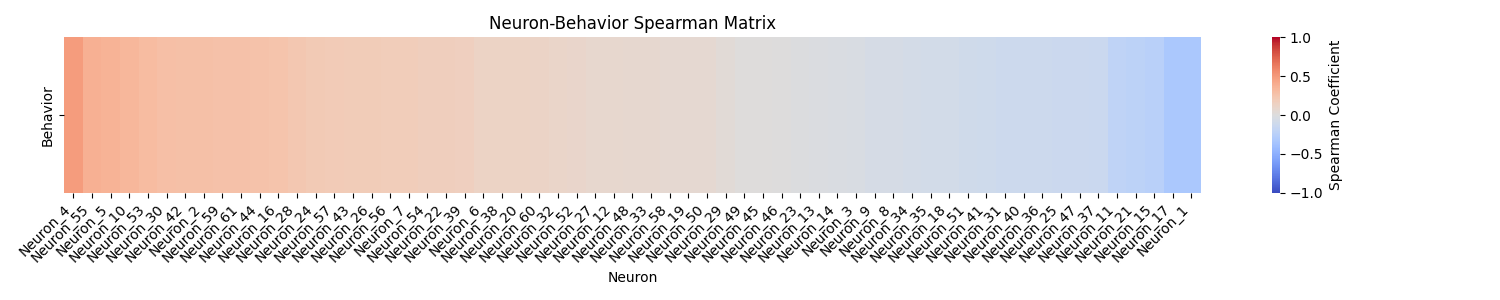 Neuron-Behavior Spearman Matrix
Behavior
Neuron_4
Neuron_55
Neuron_5
Neuron_10
Neuron_53
Neuron_30
Neuron_42
Neuron_2
Neuron_59
Neuron_61
Neuron_44
Neuron_16
Neuron_28
Neuron_24
Neuron_57
Neuron_43
Neuron_26
Neuron_56
Neuron_7
Neuron_54
Neuron_22
Neuron_39
Neuron_6
Neuron_38
Neuron_20
Neuron_60
Neuron_32
Neuron_52
Neuron_27
Neuron_12
Neuron_48
Neuron_33
Neuron_58
Neuron_19
Neuron_50
Neuron_29
Neuron_49
Neuron_45
Neuron_46
Neuron_23
Neuron_13
Neuron_14
Neuron_3
Neuron_9
Neuron_8
Neuron_34
Neuron_35
Neuron_18
Neuron_51
Neuron_41
Neuron_31
Neuron_40
Neuron_36
Neuron_25
Neuron_47
Neuron_37
Neuron_11
Neuron_21
Neuron_15
Neuron_17
Neuron_1
Neuron
1.0
0.5
0.0
−0.5
−1.0
Spearman Coefficient